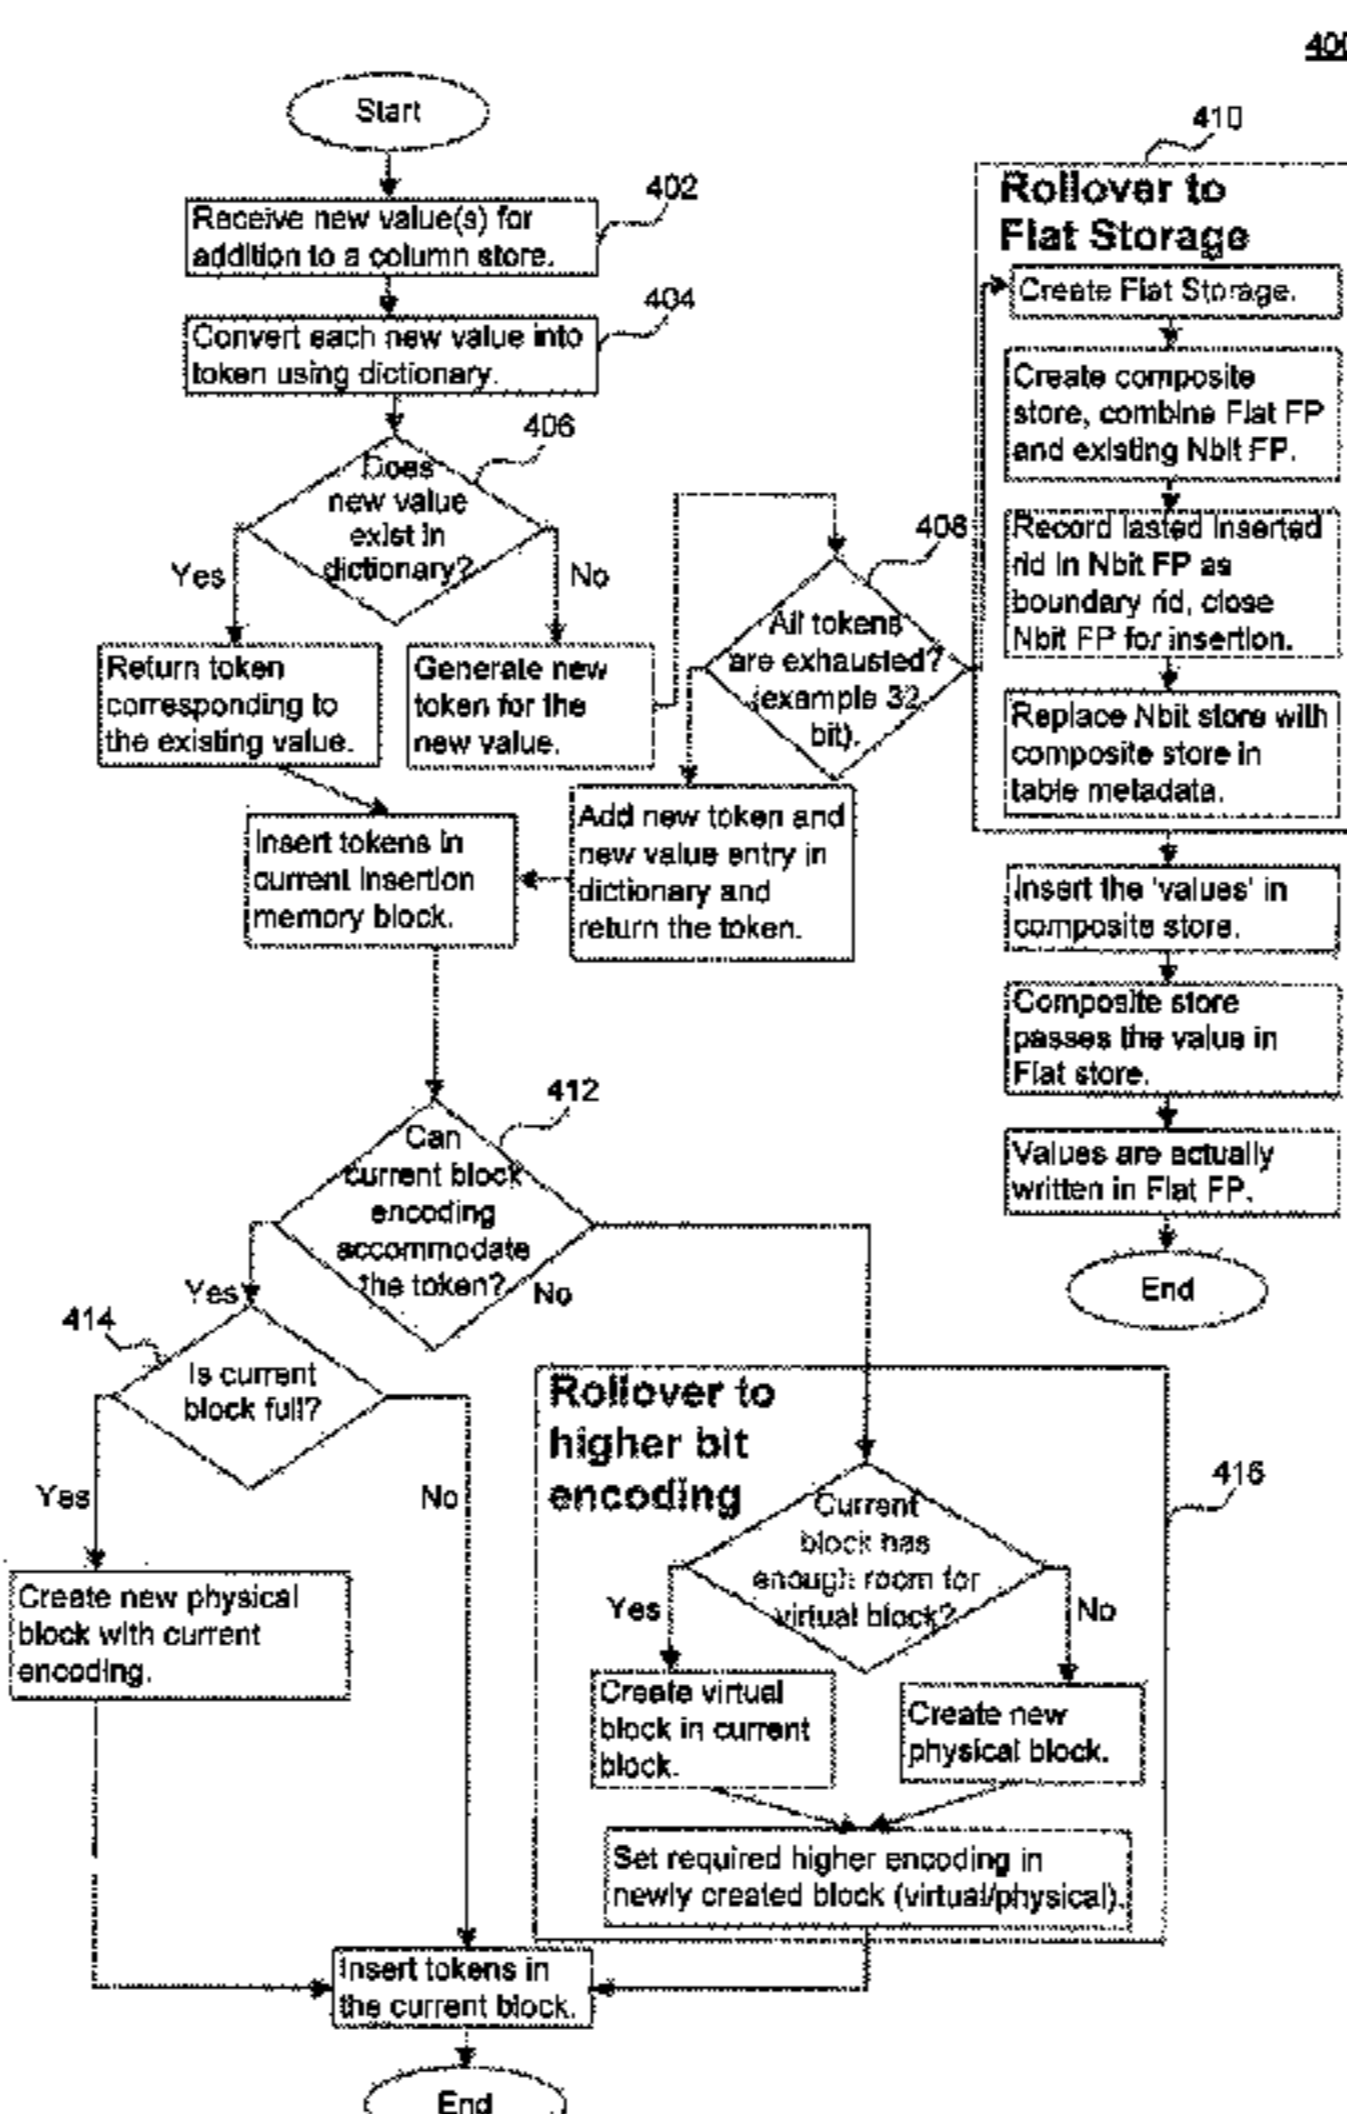 400
Start
402
Receive new value(s) for
addition to a column store.
404
Convert each new value into
token using dictionary.
406
Does
new value
exist in
dictionary?
Yes
No
Return token
corresponding to
the existing value.
Generate new
token for the
new value.
408
All tokens
are exhausted?
(example 32
bit).
Add new token and
new value entry in
dictionary and
return the token.
Insert tokens in
current insertion
memory block.
410
Rollover to
Flat Storage
Create Flat Storage.
Create composite
store, combine Flat FP
and existing Nbit FP.
Record lasted inserted
rid in Nbit FP as
boundary rid, close
Nbit FP for insertion.
Replace Nbit store with
composite store in
table metadata.
Insert the 'values' in
composite store.
Composite store
passes the value in
Flat store.
Values are actually
written in Flat FP.
End
412
Can
current block
encoding
accommodate
the token?
Yes
No
414
Is current
block full?
Yes
No
Create new physical
block with current
encoding.
Rollover to
higher bit
encoding
416
Current
block has
enough room for
virtual block?
Yes
No
Create virtual
block in current
block.
Create new
physical block.
Set required higher encoding in
newly created block (virtual/physical).
Insert tokens in
the current block.
End